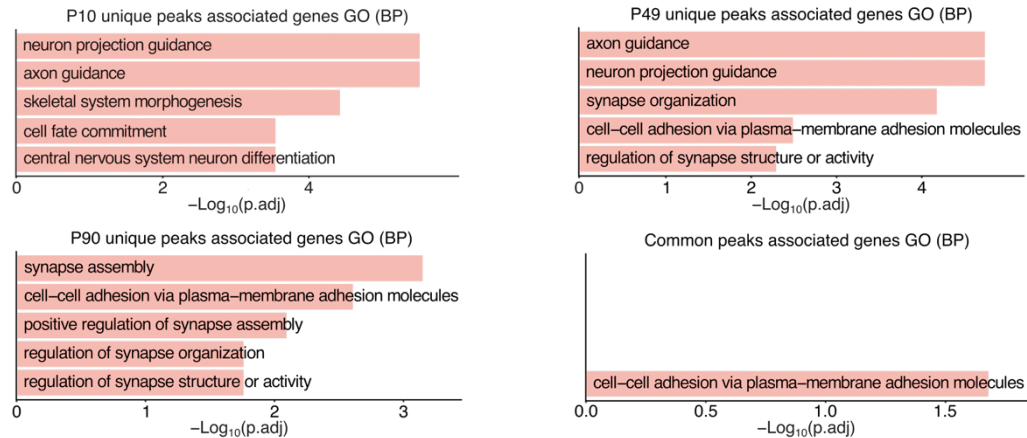 P10 unique peaks associated genes GO (BP)
neuron projection guidance
axon guidance
skeletal system morphogenesis
cell fate commitment
central nervous system neuron differentiation
0 4
−Log10(p.adj)
P49 unique peaks associated genes GO (BP)
axon guidance
neuron projection guidance
synapse organization
cell−cell adhesion via plasma−membrane adhesion molecules
regulation of synapse structure or activity
0 1 2 3 4
−Log10(p.adj)
P90 unique peaks associated genes GO (BP)
synapse assembly
cell−cell adhesion via plasma−membrane adhesion molecules
positive regulation of synapse assembly
regulation of synapse organization
regulation of synapse structure or activity
0 1 2 3
−Log10(p.adj)
Common peaks associated genes GO (BP)
cell−cell adhesion via plasma−membrane adhesion molecules
0.0 0.5 1.0 1.5
−Log10(p.adj)